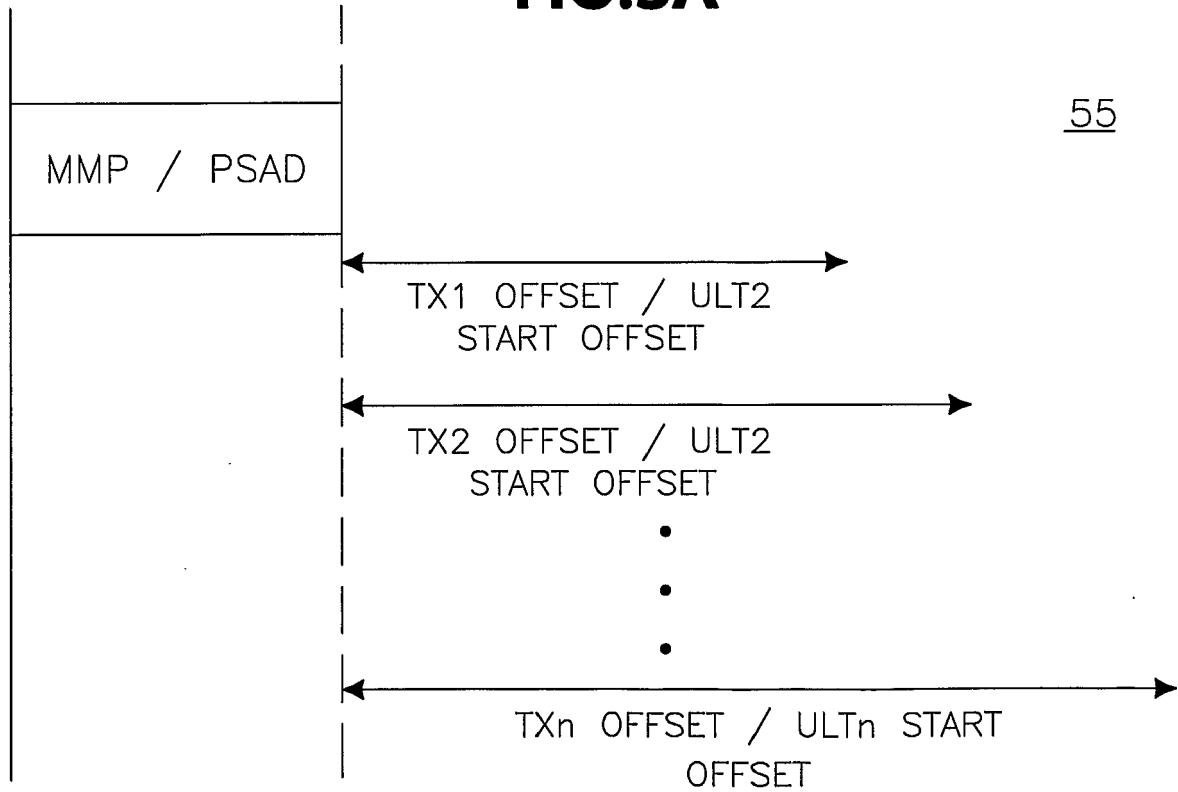 FIG.5A
55
MMP / PSAD
TX1 OFFSET / ULT2
START OFFSET
TX2 OFFSET / ULT2
START OFFSET
TXn OFFSET / ULTn START
OFFSET